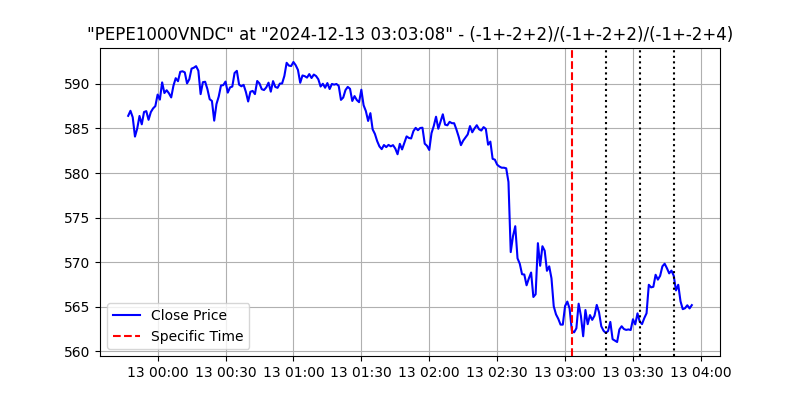 "PEPE1000VNDC" at "2024-12-13 03:03:08" - (-1+-2+2)/(-1+-2+2)/(-1+-2+4)
590
585
580
575
570
565
560
Close Price
Specific Time
13 00:00 13 00:30 13 01:00 13 01:30 13 02:00 13 02:30 13 03:00 13 03:30 13 04:00